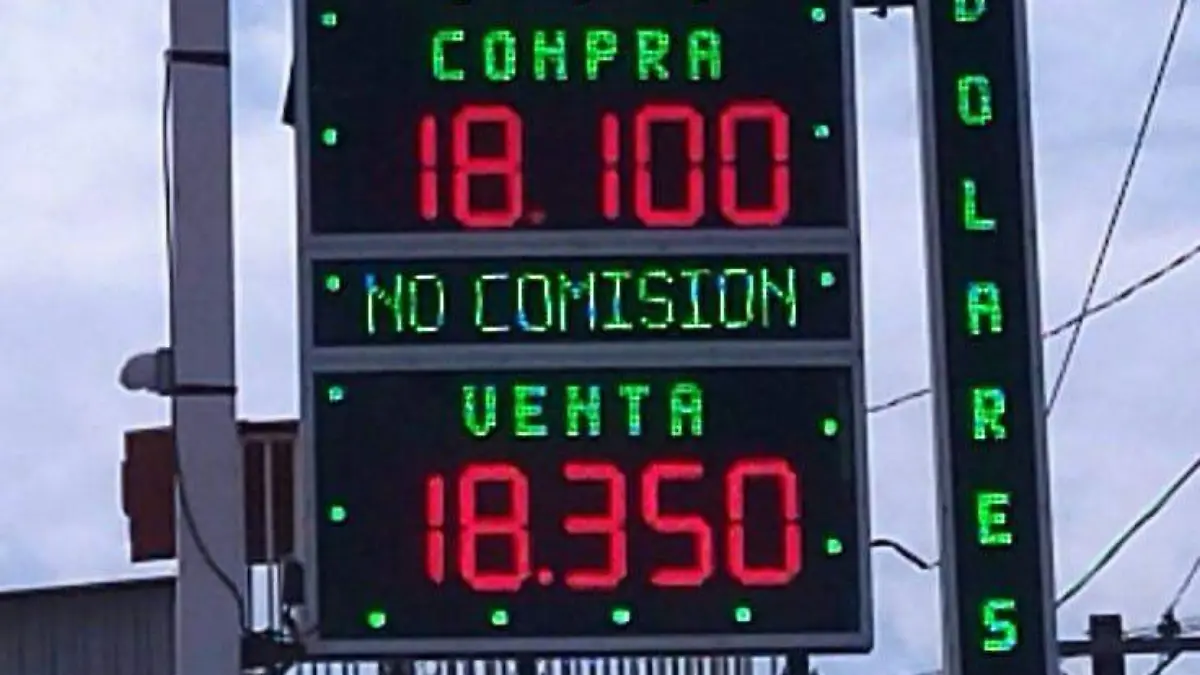 COMPRA
18.100
NO COMISION
VENTA
18.350
DOLARES